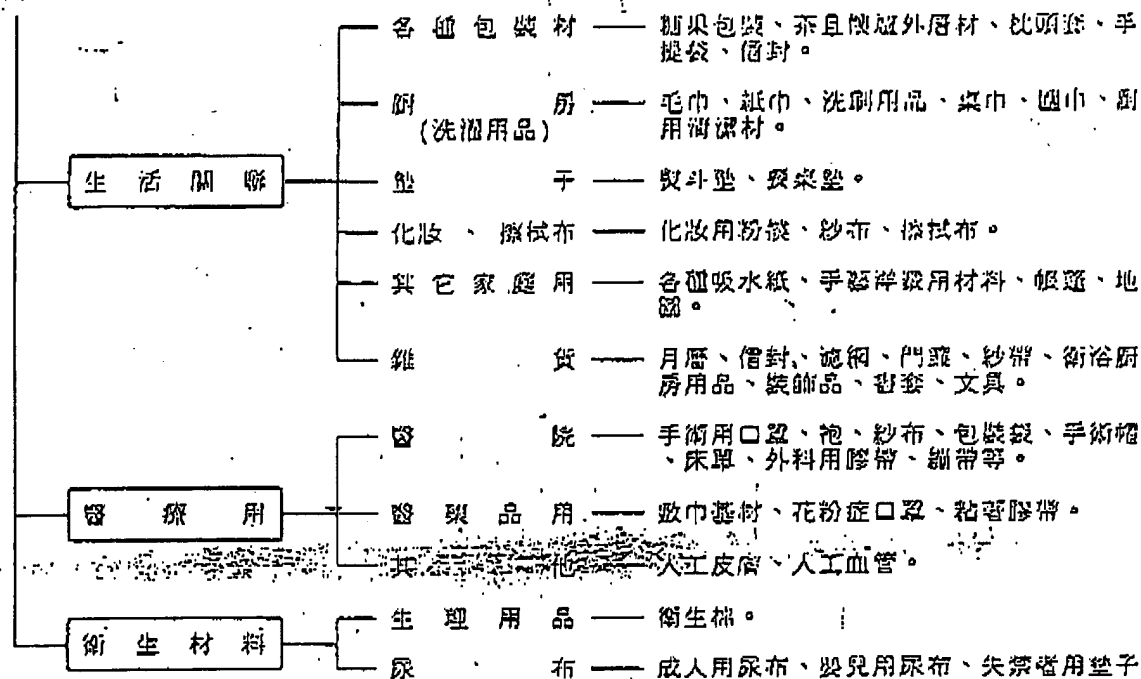 各種包裝材 糖果包裝、茶具包裝外層材、枕頭套、手
提袋、信封。
廚房 毛巾、紙巾、洗刷用品、桌巾、圍巾、廚
(洗滌用品) 用清潔材。
生活關聯 墊子 熨斗墊、餐桌墊。
化妝、擦拭布 化妝用粉撲、紗布、擦拭布。
其它家庭用 各種吸水紙、手藝洋裁用材料、帳蓬、地
雜貨 月曆、信封、濾網、門簾、紗帶、衛浴廚
房用品、裝飾品、書套、文具。
醫院 手術用口罩、袍、紗布、包裝袋、手術帽
、床單、外科用膠帶、繃帶等。
醫療用 醫藥品用 敷巾基材、花粉症口罩、粘著膠帶。
其他 人工皮膚、人工血管。
生理用品 衛生棉。
衛生材料
尿布 成人用尿布、嬰兒用尿布、失禁者用墊子